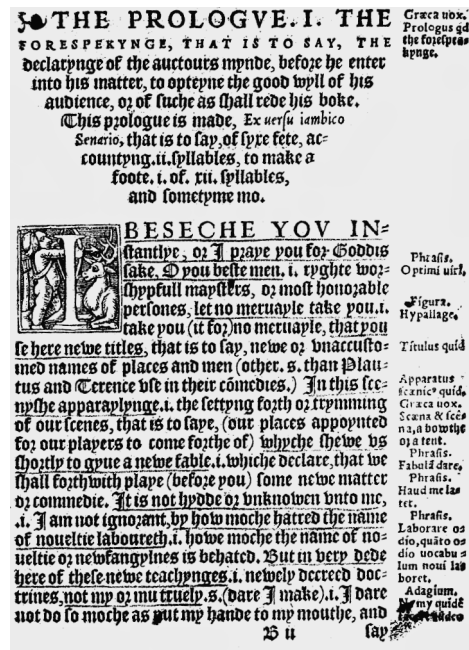 THE PROLOGVE. I. THE
FORESPEKYNGE, THAT IS TO SAY, THE
declarynge of the auctours mynde, before he enter
into his matter, to opteyne the good wyll of his
audience, or of suche as shall rede his boke.
This prologue is made, Ex uersu iambico
Senario, that is to say, of syxe fete, ac-
countyng.ii.syllables, to make a
foote. i. of. xii. syllables,
and sometyme mo.
I BESECHE YOV IN=
stantlye, or I praye you for Goddis
sake, O you beste men. i. ryghte wor-
shypfull maysters, or most honorable
persones, let no meruayle take you.i.
take you (it for) no meruayle, that you
se here newe titles, that is to say, newe or vnaccusto-
med names of places and men (other. s. than Plau-
tus and Terence vse in their cõmedies.) In this sce-
nyshe apparaylynge.i. the settyng forth or trymming
of our scenes, that is to saye, (our places appoynted
for our players to come forthe of) whyche shewe vs
shortly to gyue a newe fable.i.whiche declare, that we
shall forthwith playe (before you) some newe matter
or commedie. It is not hydde or vnknowen vnto me,
.i. I am not ignorant, by how moche hatred the name
of noueltie laboureth.i. howe moche the name of no-
ueltie or newfangylnes is behated. But in very dede
here of these newe teachynges.i. newely decreed doc-
trines, not my or mu truely.s. (dare I make).i. I dare
not do so moche as put my hande to my mouthe, and
B ii say
Græca uox.
Prologus qd
the forespea-
kynge.
Phrasis.
Optimi uiri.
Figura.
Hypallage.
Titulus quid
Apparatus
scænicꝰ quid.
Græca uox.
Scæna & scē=
na, a bowthe
or a tent.
Phrasis.
Fabulã dare.
Phrasis.
Haud me la=
tet.
Phrasis.
Laborare o=
dio, quãto o=
dio uocabu=
lum noui la=
boret.
Adagium.
Ne my quidē